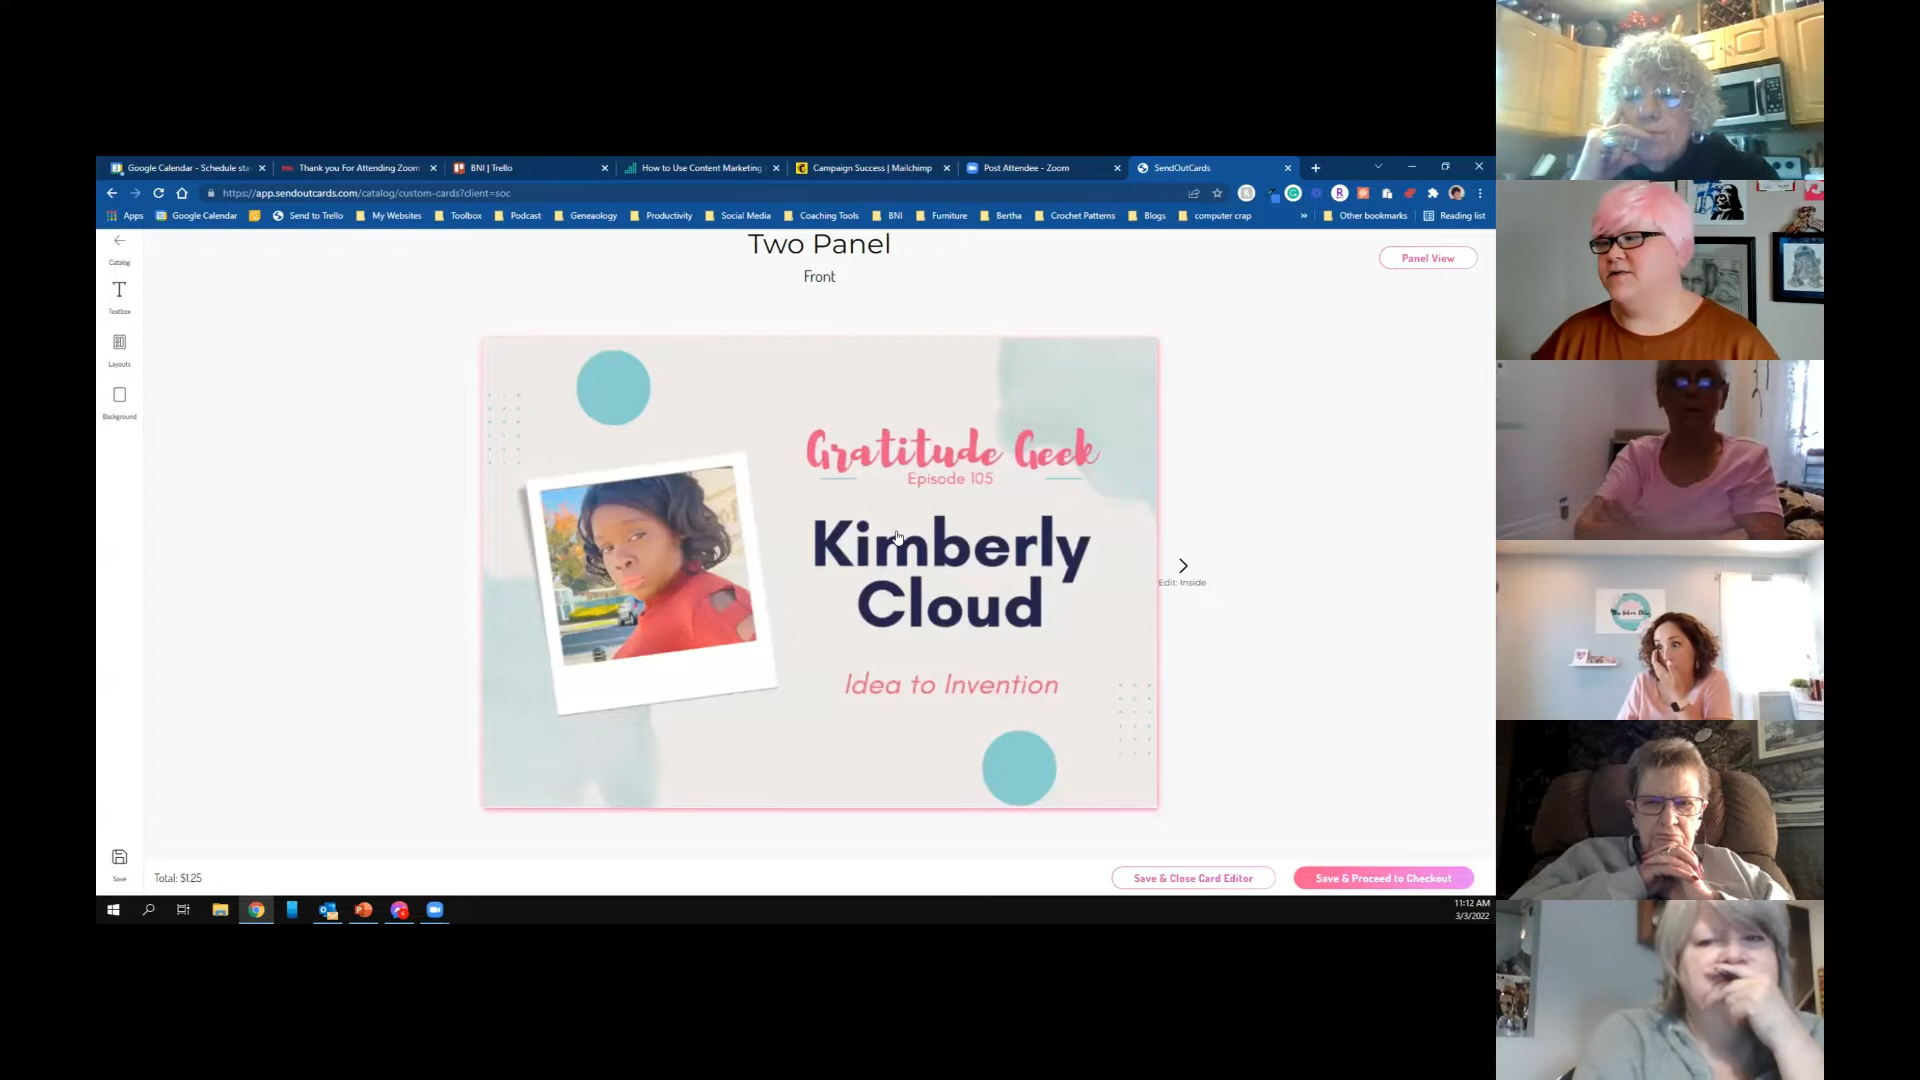 Google Calendar - Schedule sta
Thank you For Attending Zoom
BNI | Trello
How to Use Content Marketing
Campaign Success | Mailchimp
Post Attendee - Zoom
SendOutCards
https://app.sendoutcards.com/catalog/custom-cards?client=soc
Apps
Google Calendar
Send to Trello
My Websites
Toolbox
Podcast
Geneaology
Productivity
Social Media
Coaching Tools
BNI
Furniture
Bertha
Crochet Patterns
Blogs
computer crap
»
Other bookmarks
Reading list
Catalog
Textbox
Layouts
Background
Save
Two Panel
Front
Panel View
Gratitude Geek
Episode 105
Kimberly
Cloud
Idea to Invention
Edit: Inside
Total: $1.25
Save & Close Card Editor
Save & Proceed to Checkout
11:12 AM
3/3/2022